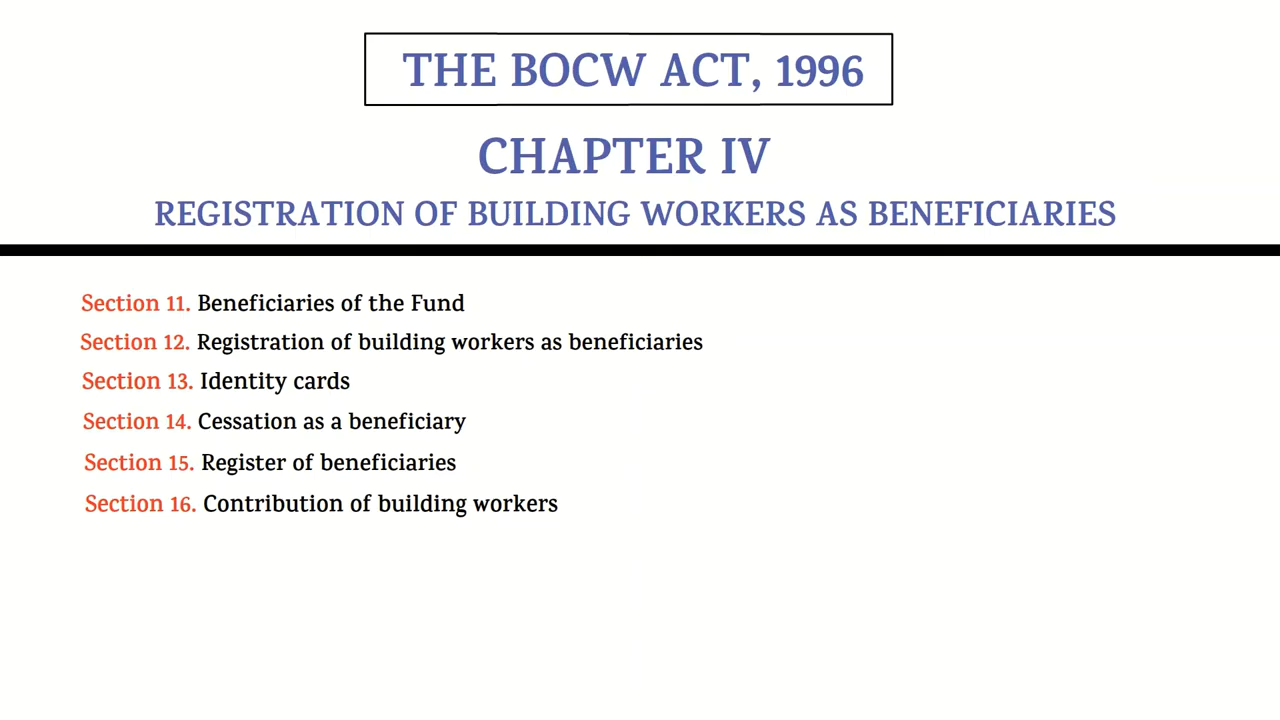 THE BOCW ACT, 1996
CHAPTER IV
REGISTRATION OF BUILDING WORKERS AS BENEFICIARIES
Section 11. Beneficiaries of the Fund
Section 12. Registration of building workers as beneficiaries
Section 13. Identity cards
Section 14. Cessation as a beneficiary
Section 15. Register of beneficiaries
Section 16. Contribution of building workers